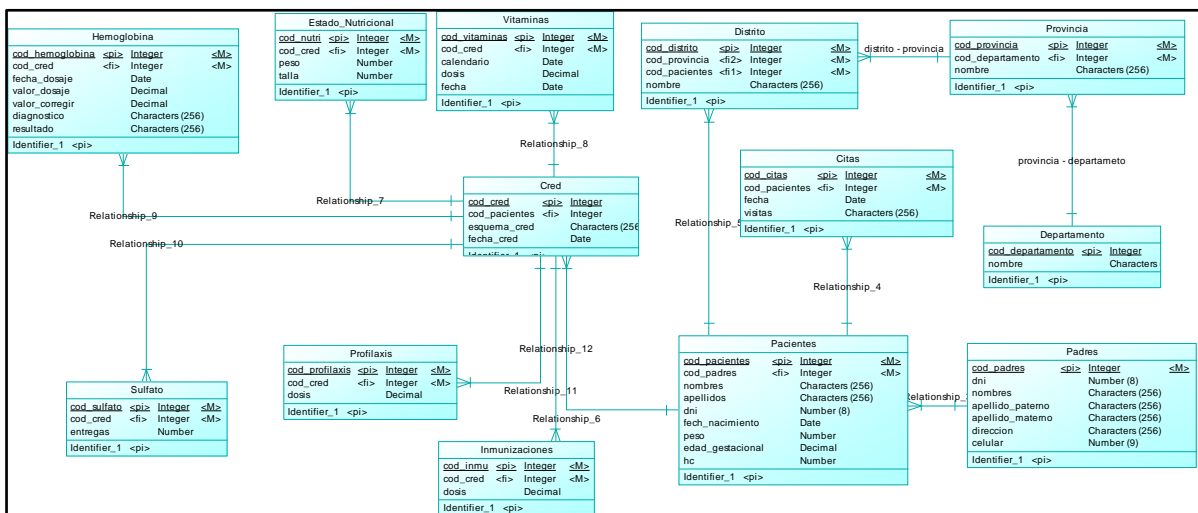 Hemoglobina
cod_hemoglobina <pi> Integer <M>
cod_cred <fi> Integer <M>
fecha_dosaje Date
valor_dosaje Decimal
valor_corregir Decimal
diagnostico Characters (256)
resultado Characters (256)
Identifier_1 <pi>
Estado_Nutricional
cod_nutri <pi> Integer <M>
cod_cred <fi> Integer <M>
peso Number
talla Number
Identifier_1 <pi>
Vitaminas
cod_vitaminas <pi> Integer <M>
cod_cred <fi> Integer <M>
calendario Date
dosis Decimal
fecha Date
Identifier_1 <pi>
Distrito
cod_distrito <pi> Integer <M>
cod_provincia <fi2> Integer <M>
cod_pacientes <fi1> Integer <M>
nombre Characters (256)
Identifier_1 <pi>
distrito - provincia
Provincia
cod_provincia <pi> Integer <M>
cod_departamento <fi> Integer <M>
nombre Characters (256)
Identifier_1 <pi>
Relationship_8
Citas
cod_citas <pi> Integer <M>
cod_pacientes <fi> Integer <M>
fecha Date
visitas Characters (256)
Identifier_1 <pi>
provincia - departameto
Cred
cod_cred <pi> Integer
cod_pacientes <fi> Integer
esquema_cred Characters (256
fecha_cred Date
Identifier_1 <pi>
Relationship_7
Relationship_9
Relationship_10
Relationship_5
Relationship_4
Departamento
cod_departamento <pi> Integer
nombre Characters
Identifier_1 <pi>
Profilaxis
cod_profilaxis <pi> Integer <M>
cod_cred <fi> Integer <M>
dosis Decimal
Identifier_1 <pi>
Relationship_12
Relationship_11
Relationship_6
Sulfato
cod_sulfato <pi> Integer <M>
cod_cred <fi> Integer <M>
entregas Number
Identifier_1 <pi>
Inmunizaciones
cod_inmu <pi> Integer <M>
cod_cred <fi> Integer <M>
dosis Decimal
Identifier_1 <pi>
Pacientes
cod_pacientes <pi> Integer <M>
cod_padres <fi> Integer <M>
nombres Characters (256)
apellidos Characters (256)
dni Number (8)
fech_nacimiento Date
peso Number
edad_gestacional Decimal
hc Number
Identifier_1 <pi>
Padres
cod_padres <pi> Integer <M>
dni Number (8)
nombres Characters (256)
apellido_paterno Characters (256)
apellido_materno Characters (256)
direccion Characters (256)
celular Number (9)
Identifier_1 <pi>